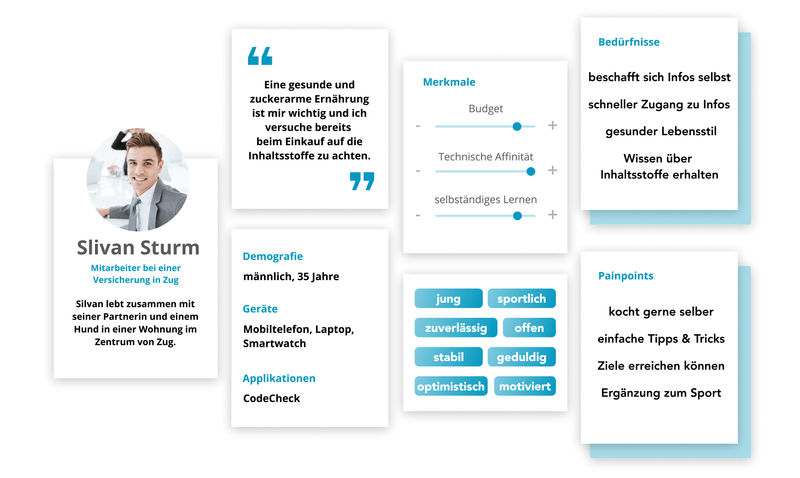 Slivan Sturm
Mitarbeiter bei einer
Versicherung in Zug
Silvan lebt zusammen mit
seiner Partnerin und einem
Hund in einer Wohnung im
Zentrum von Zug.
“
Eine gesunde und
zuckerarme Ernährung
ist mir wichtig und ich
versuche bereits
beim Einkauf auf die
Inhaltsstoffe zu achten.
”
Demografie
männlich, 35 Jahre
Geräte
Mobiltelefon, Laptop,
Smartwatch
Applikationen
CodeCheck
Merkmale
Budget
- +
Technische Affinität
- +
selbständiges Lernen
- +
jung sportlich
zuverlässig offen
stabil geduldig
optimistisch motiviert
Bedürfnisse
beschafft sich Infos selbst
schneller Zugang zu Infos
gesunder Lebensstil
Wissen über
Inhaltsstoffe erhalten
Painpoints
kocht gerne selber
einfache Tipps & Tricks
Ziele erreichen können
Ergänzung zum Sport